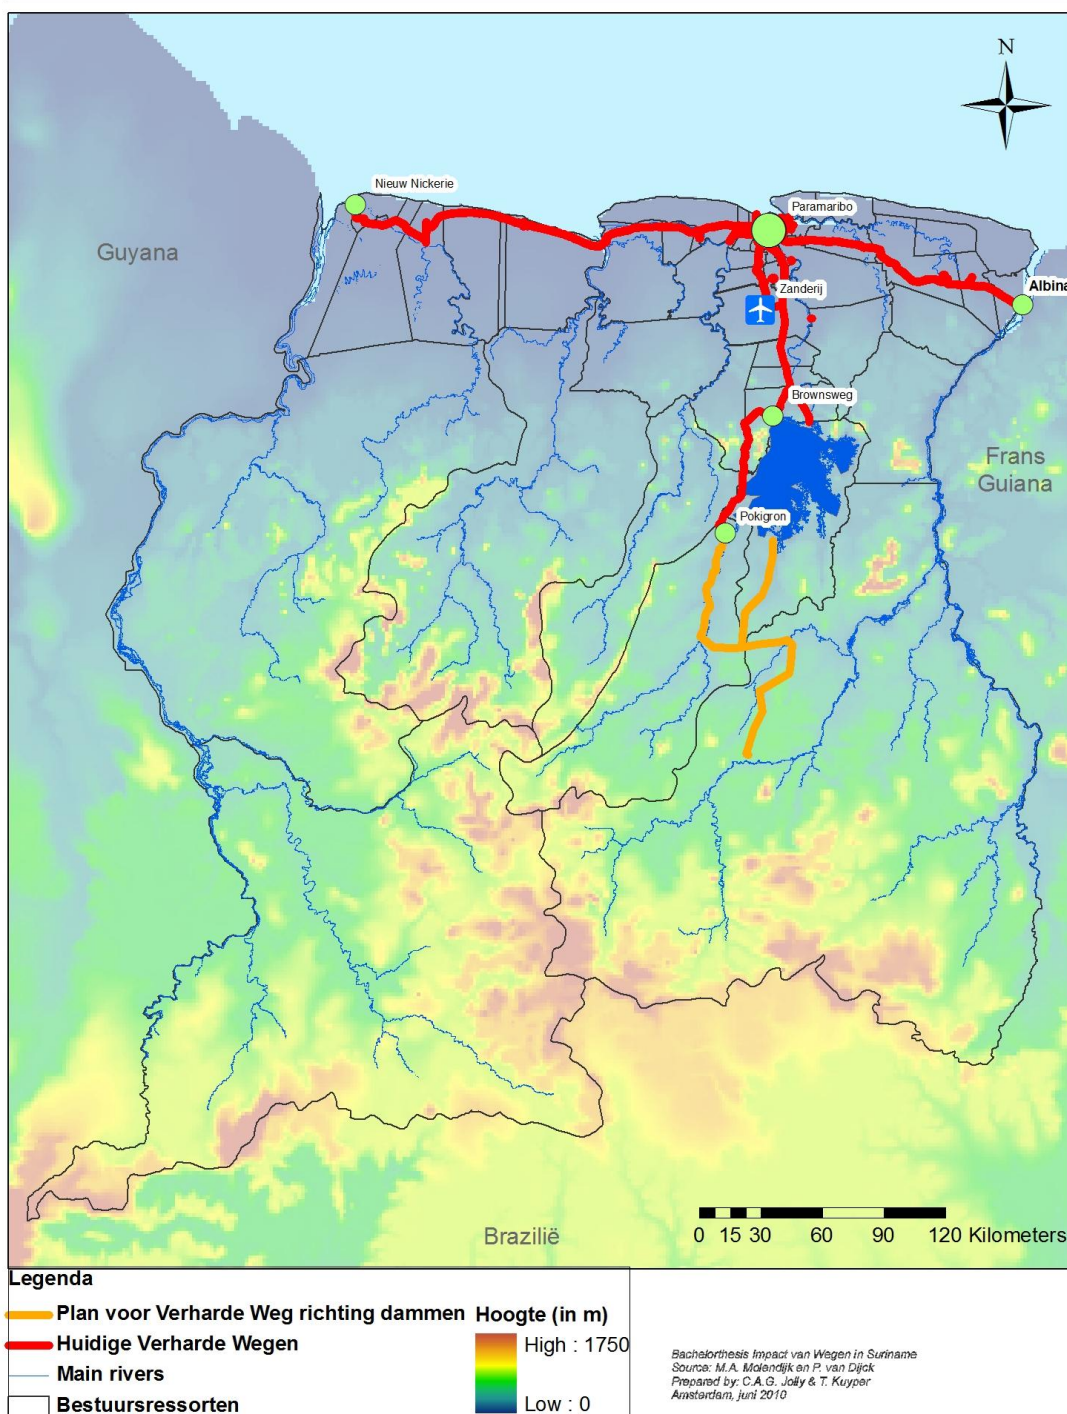 N
Nieuw Nickerie
Paramaribo
Guyana
Zanderij
Albina
Brownsweg
Frans
Guiana
Pokigron
Brazilië
0 15 30 60 90 120 Kilometers
Legenda
Plan voor Verharde Weg richting dammen
Huidige Verharde Wegen
Main rivers
Bestuursressorten
Hoogte (in m)
High : 1750
Low : 0
Bachelorthesis Impact van Wegen in Suriname
Source: M.A. Molendijk en P. van Dijck
Prepared by: C.A.G. Jolly & T. Kuyper
Amsterdam, juni 2010